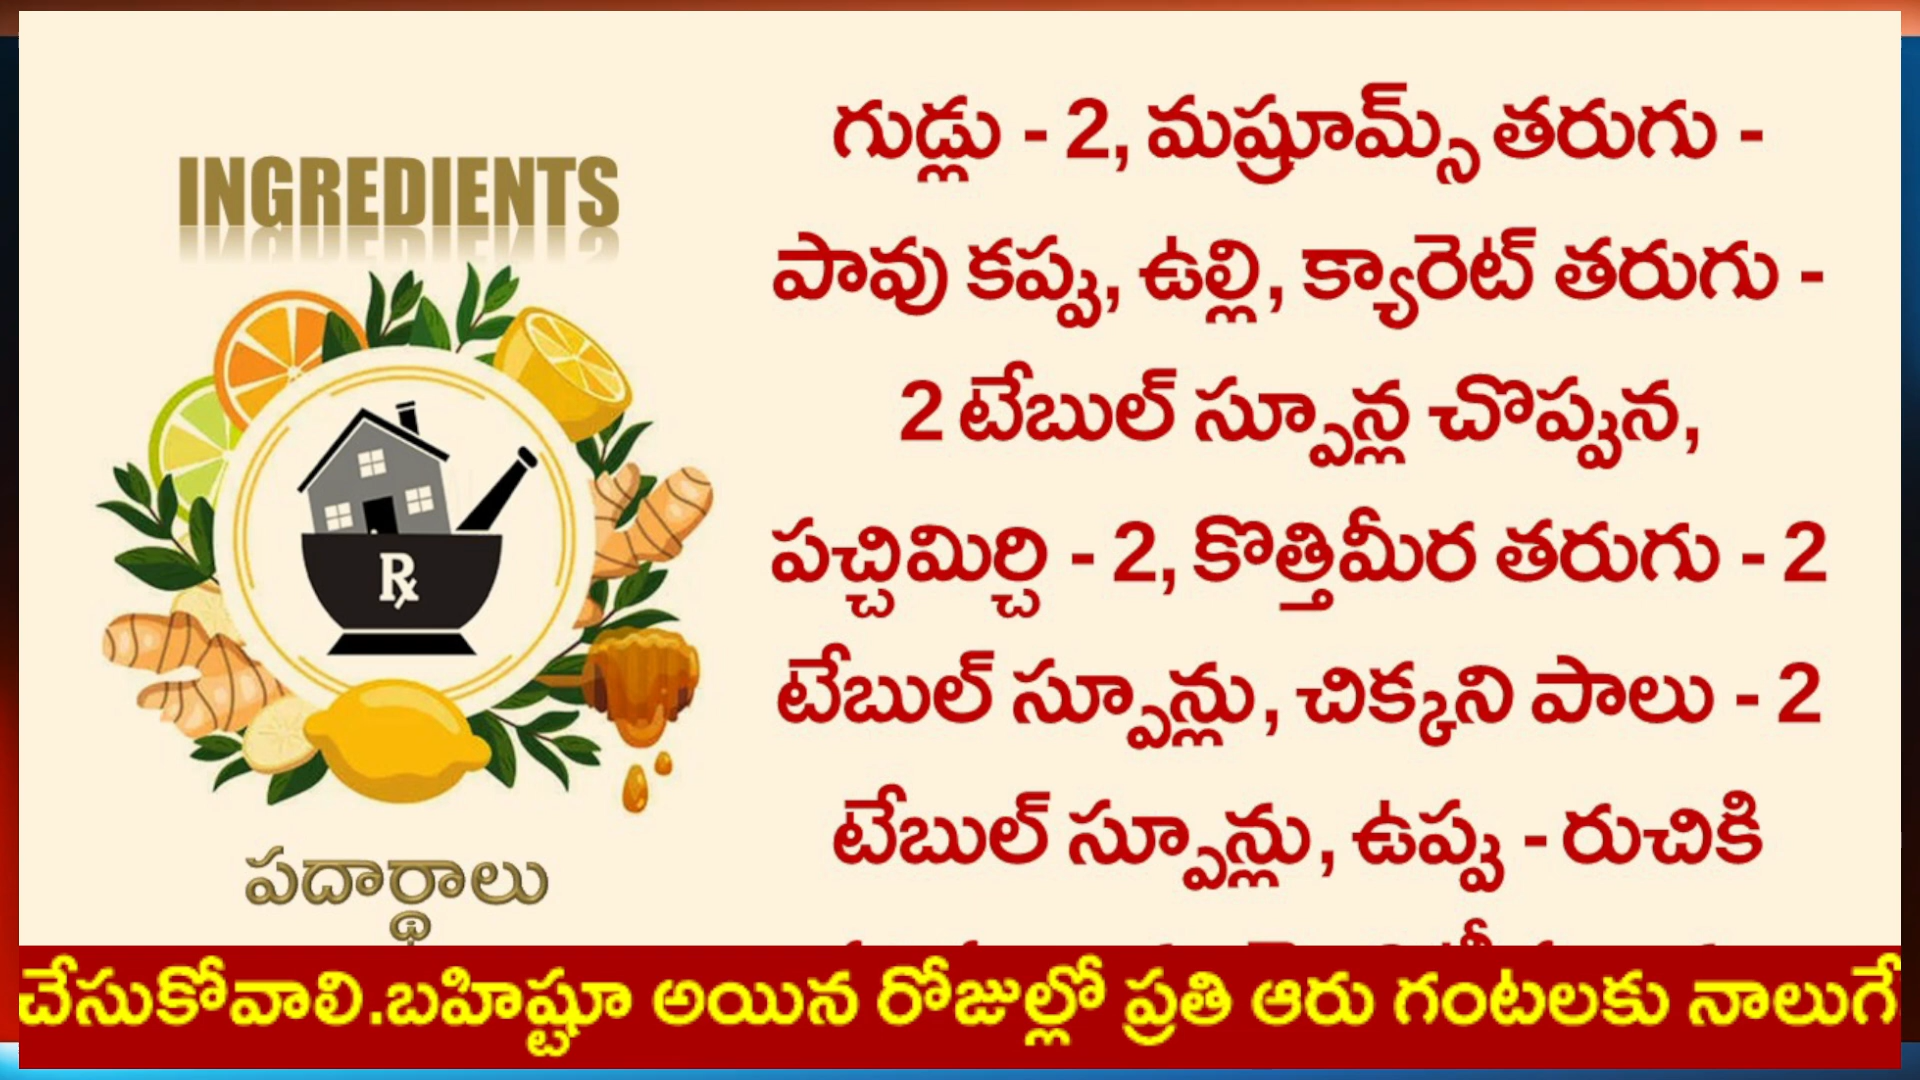 INGREDIENTS
℞
పదార్థాలు
గుడ్లు - 2, మష్రూమ్స్ తరుగు -
పావు కప్పు, ఉల్లి, క్యారెట్ తరుగు -
2 టేబుల్ స్పూన్ల చొప్పున,
పచ్చిమిర్చి - 2, కొత్తిమీర తరుగు - 2
టేబుల్ స్పూన్లు, చిక్కని పాలు - 2
టేబుల్ స్పూన్లు, ఉప్పు - రుచికి
చేసుకోవాలి.బహిష్టూ అయిన రోజుల్లో ప్రతి ఆరు గంటలకు నాలుగే